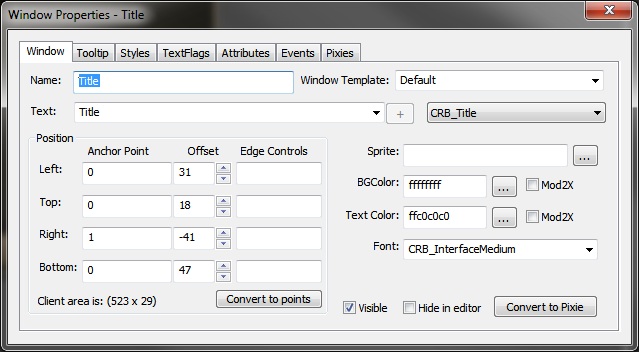 Window Properties - Title
Window Tooltip Styles TextFlags Attributes Events Pixies
Name: Title Window Template: Default
Text: Title + CRB_Title
Position
Anchor Point Offset Edge Controls
Left: 0 31
Top: 0 18
Right: 1 -41
Bottom: 0 47
Client area is: (523 x 29) Convert to points
Sprite: ...
BGColor: ffffffff ... Mod2X
Text Color: ffc0c0c0 ... Mod2X
Font: CRB_InterfaceMedium
Visible Hide in editor Convert to Pixie